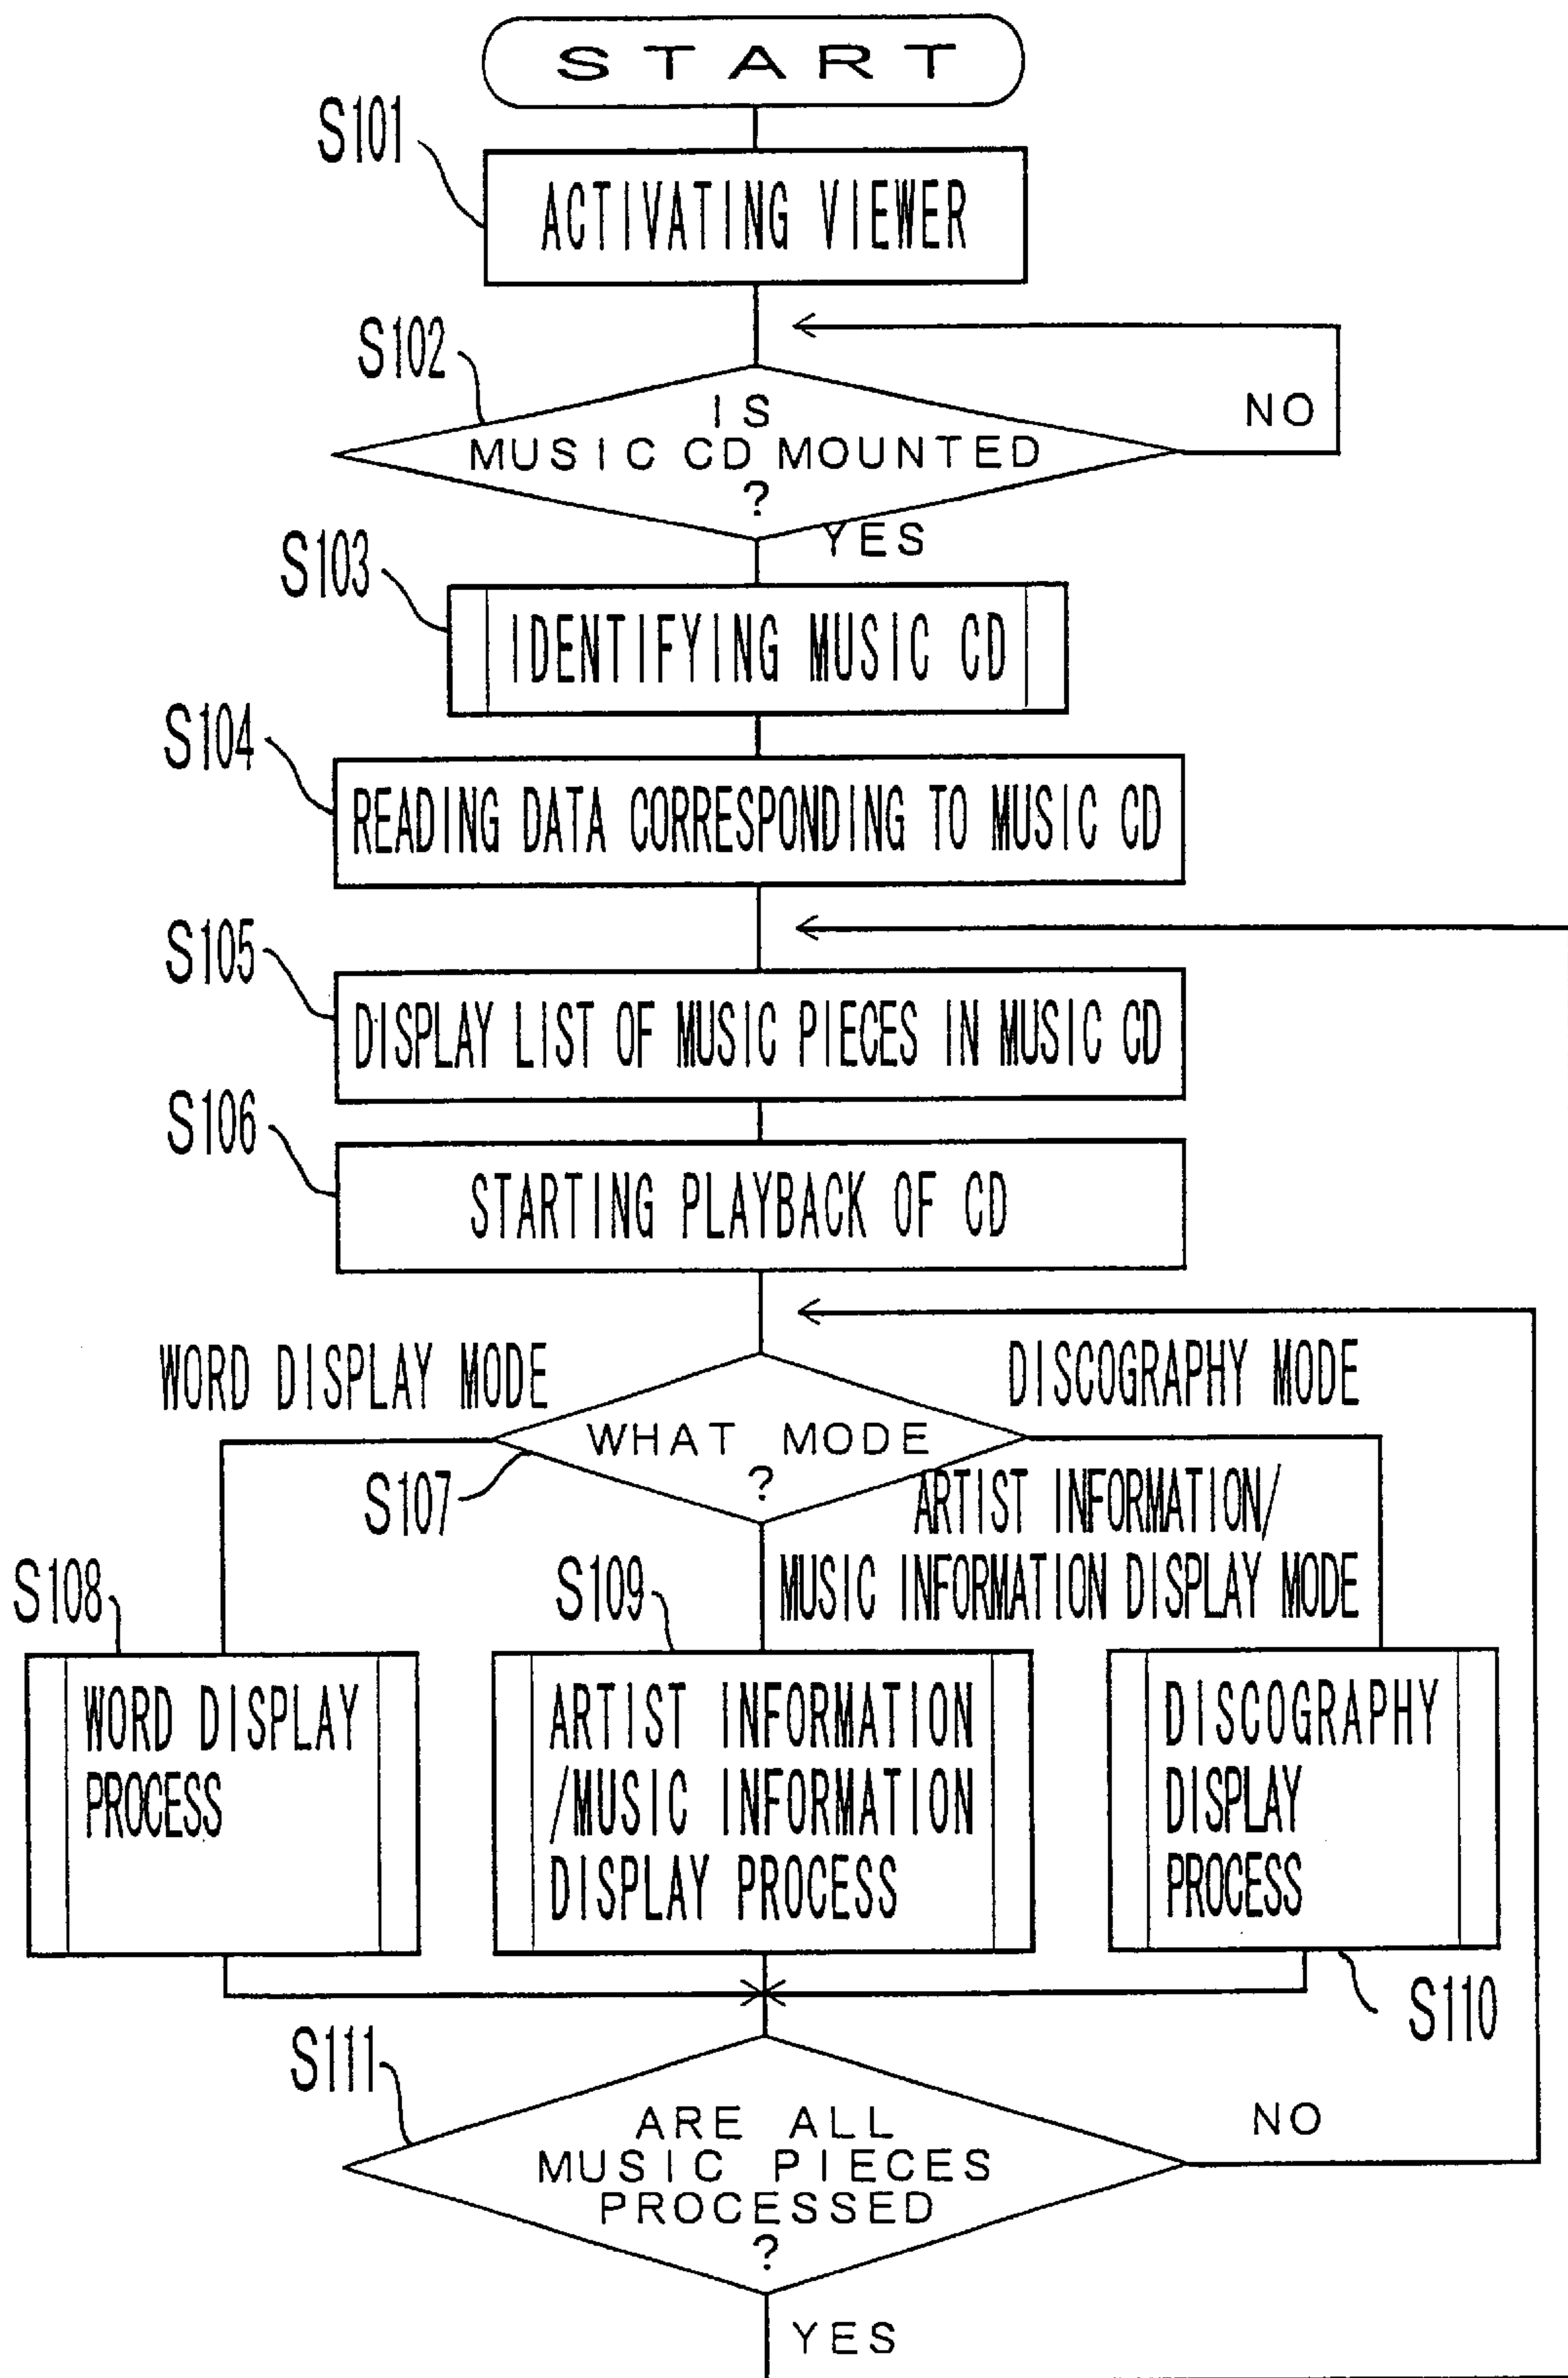 START
S101
ACTIVATING VIEWER
S102
IS
MUSIC CD MOUNTED
?
NO
YES
S103
IDENTIFYING MUSIC CD
S104
READING DATA CORRESPONDING TO MUSIC CD
S105
DISPLAY LIST OF MUSIC PIECES IN MUSIC CD
S106
STARTING PLAYBACK OF CD
WORD DISPLAY MODE
DISCOGRAPHY MODE
WHAT MODE
?
S107
ARTIST INFORMATION/
MUSIC INFORMATION DISPLAY MODE
S108
WORD DISPLAY
PROCESS
S109
ARTIST INFORMATION
/MUSIC INFORMATION
DISPLAY PROCESS
DISCOGRAPHY
DISPLAY
PROCESS
S110
S111
ARE ALL
MUSIC PIECES
PROCESSED
?
NO
YES